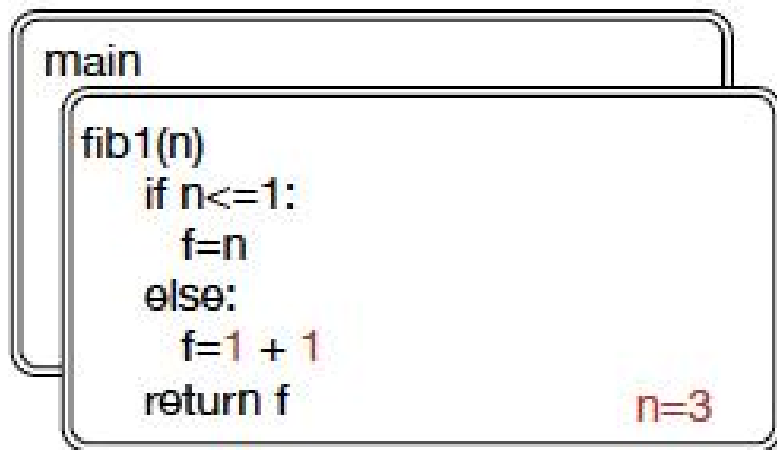 main
fib1(n)
if n<=1:
f=n
else:
f=1 + 1
return f
n=3